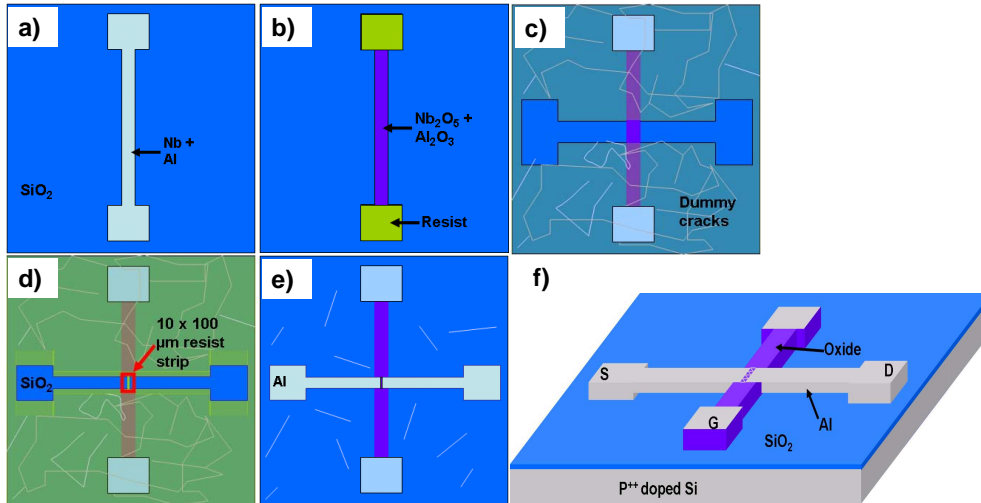 a)
Nb +
Al
SiO₂
b)
Nb₂O₅ +
Al₂O₃
Resist
c)
Dummy
cracks
d)
10 x 100
µm resist
strip
SiO₂
e)
Al
f)
Oxide
S
D
G
Al
SiO₂
P⁺⁺ doped Si